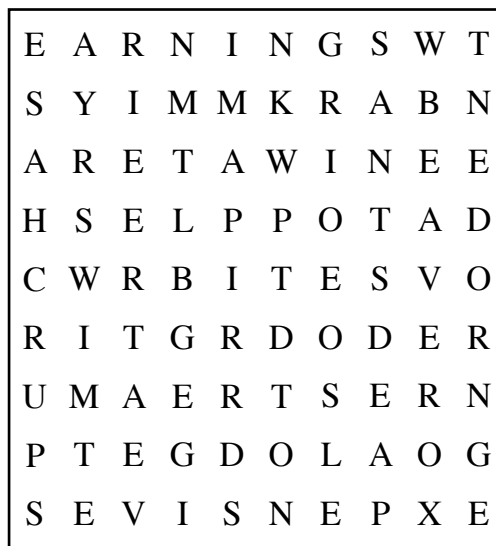 E A R N I N G S W T
S Y I M M K R A B N
A R E T A W I N E E
H S E L P P O T A D
C W R B I T E S V O
R I T G R D O D E R
U M A E R T S E R N
P T E G D O L A O G
S E V I S N E P X E